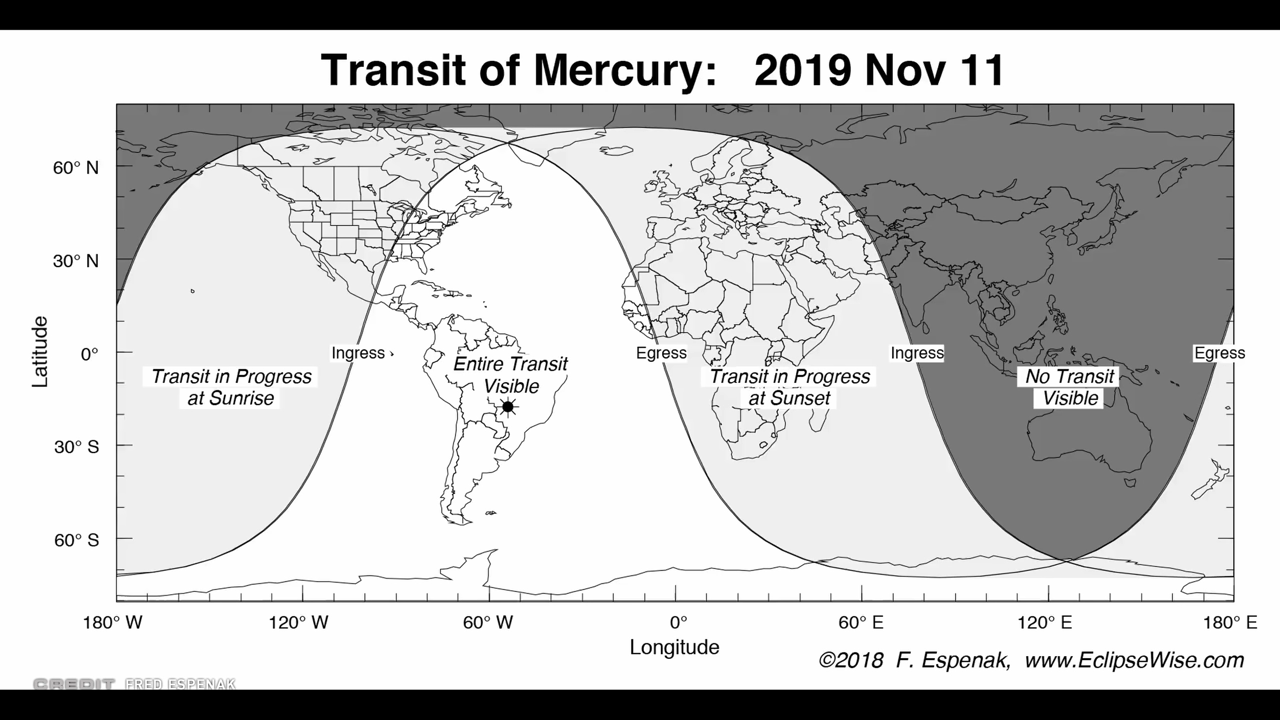 Transit of Mercury: 2019 Nov 11
60° N
30° N
0°
30° S
60° S
Latitude
Ingress
Egress
Ingress
Egress
Transit in Progress
at Sunrise
Entire Transit
Visible
Transit in Progress
at Sunset
No Transit
Visible
180° W
120° W
60° W
0°
60° E
120° E
180° E
Longitude
©2018 F. Espenak, www.EclipseWise.com
CREDIT FRED ESPENAK